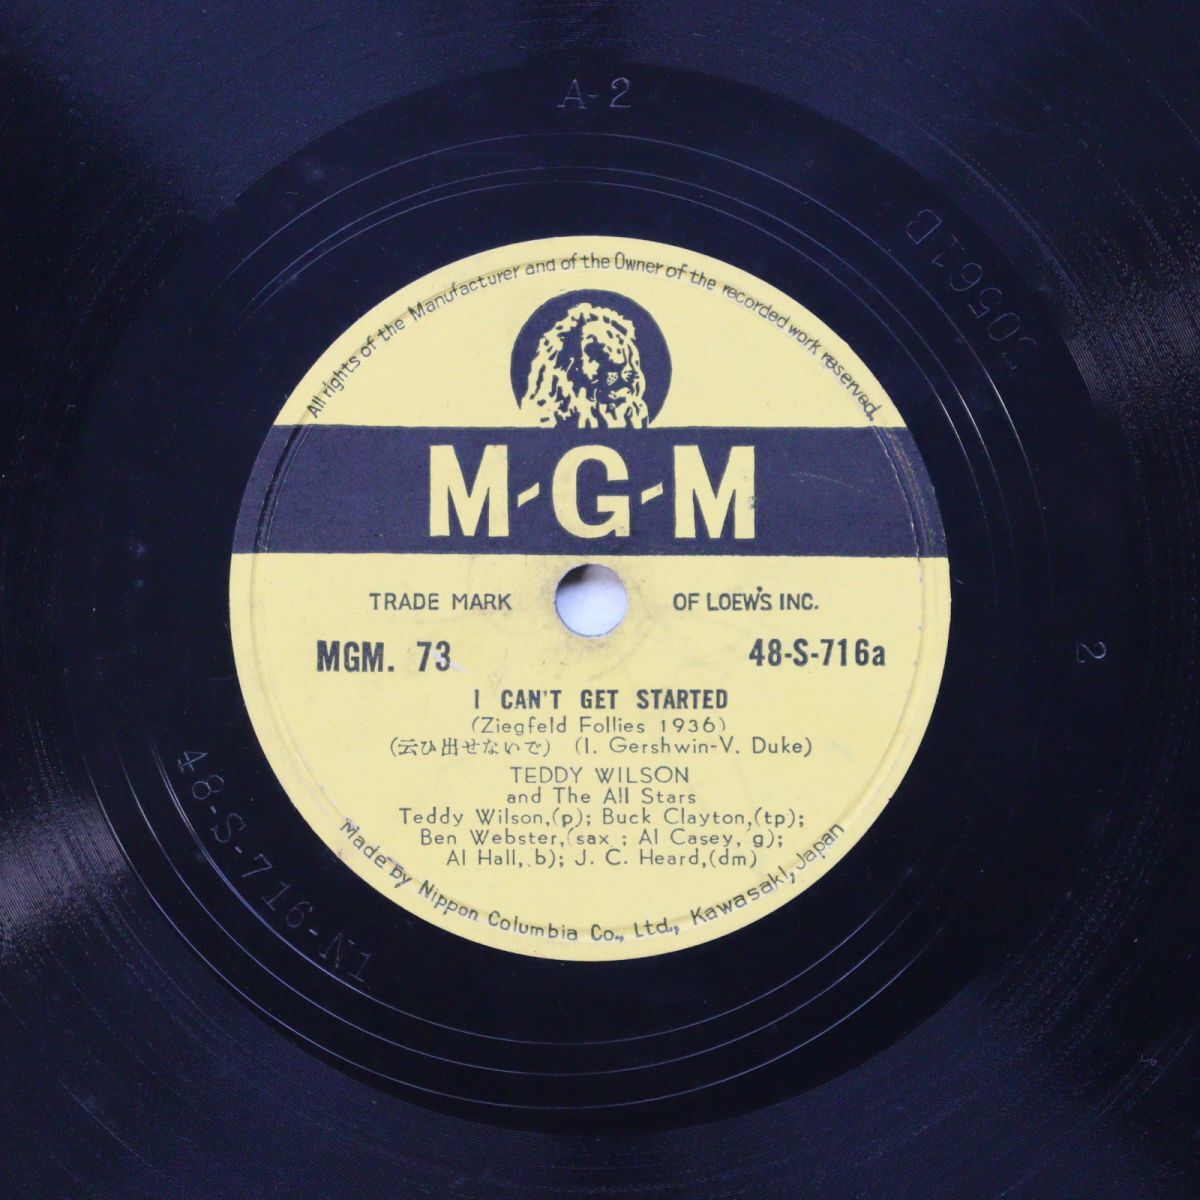 A-2
All rights of the Manufacturer and of the Owner of the recorded work reserved.
M-G-M
TRADE MARK OF LOEW'S INC.
MGM. 73 48-S-716a
I CAN'T GET STARTED
(Ziegfeld Follies 1936)
(云ひ出せないで) (I. Gershwin-V. Duke)
TEDDY WILSON
and The All Stars
Teddy Wilson,(p); Buck Clayton,(tp);
Ben Webster,(sax ; Al Casey, g);
Al Hall, b); J. C. Heard,(dm)
Made by Nippon Columbia Co., Ltd., Kawasaki, Japan
48-S-716-N1
2